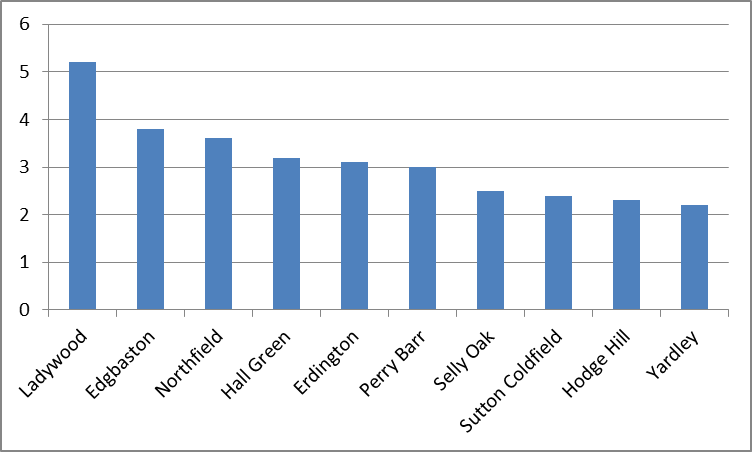 6
5
4
3
2
1
0
Ladywood
Edgbaston
Northfield
Hall Green
Erdington
Perry Barr
Selly Oak
Sutton Coldfield
Hodge Hill
Yardley